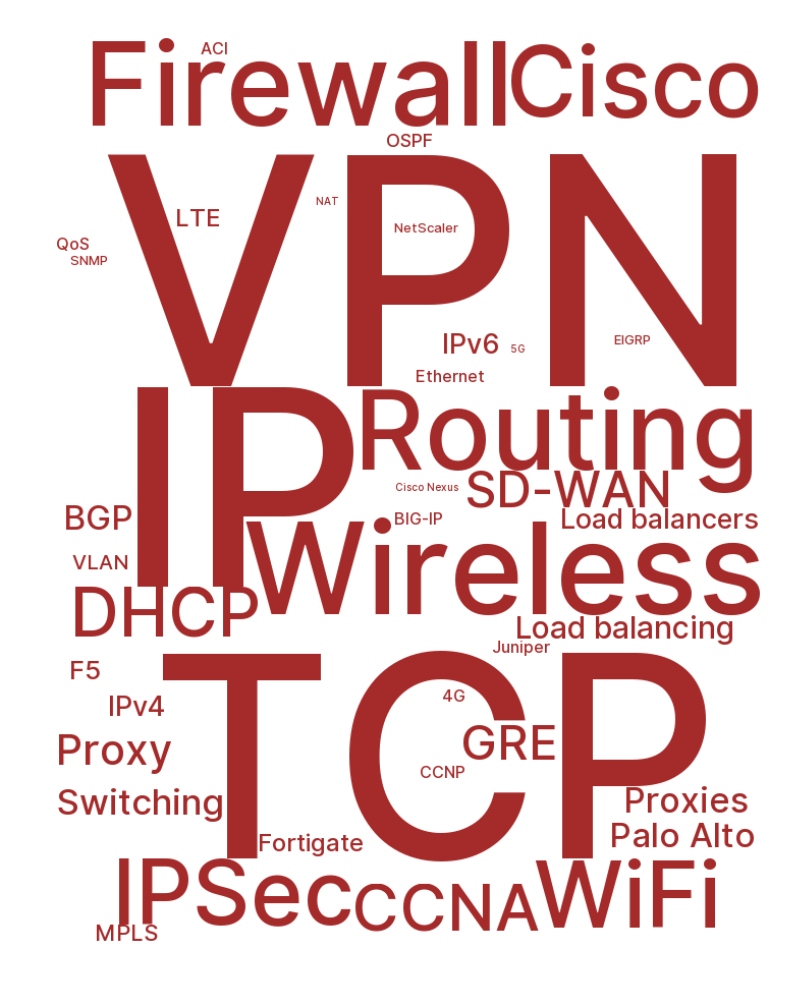 ACI
Firewall Cisco
OSPF
VPN
LTE
NAT
NetScaler
QoS
SNMP
IPv6 5G
EIGRP
Ethernet
IP
Routing
Cisco Nexus
SD-WAN
BGP
BIG-IP
Load balancers
VLAN
Wireless
DHCP
Load balancing
Juniper
F5
TCP
4G
IPv4
GRE
Proxy
CCNP
Switching
Proxies
Palo Alto
Fortigate
IPSec CCNA WiFi
MPLS